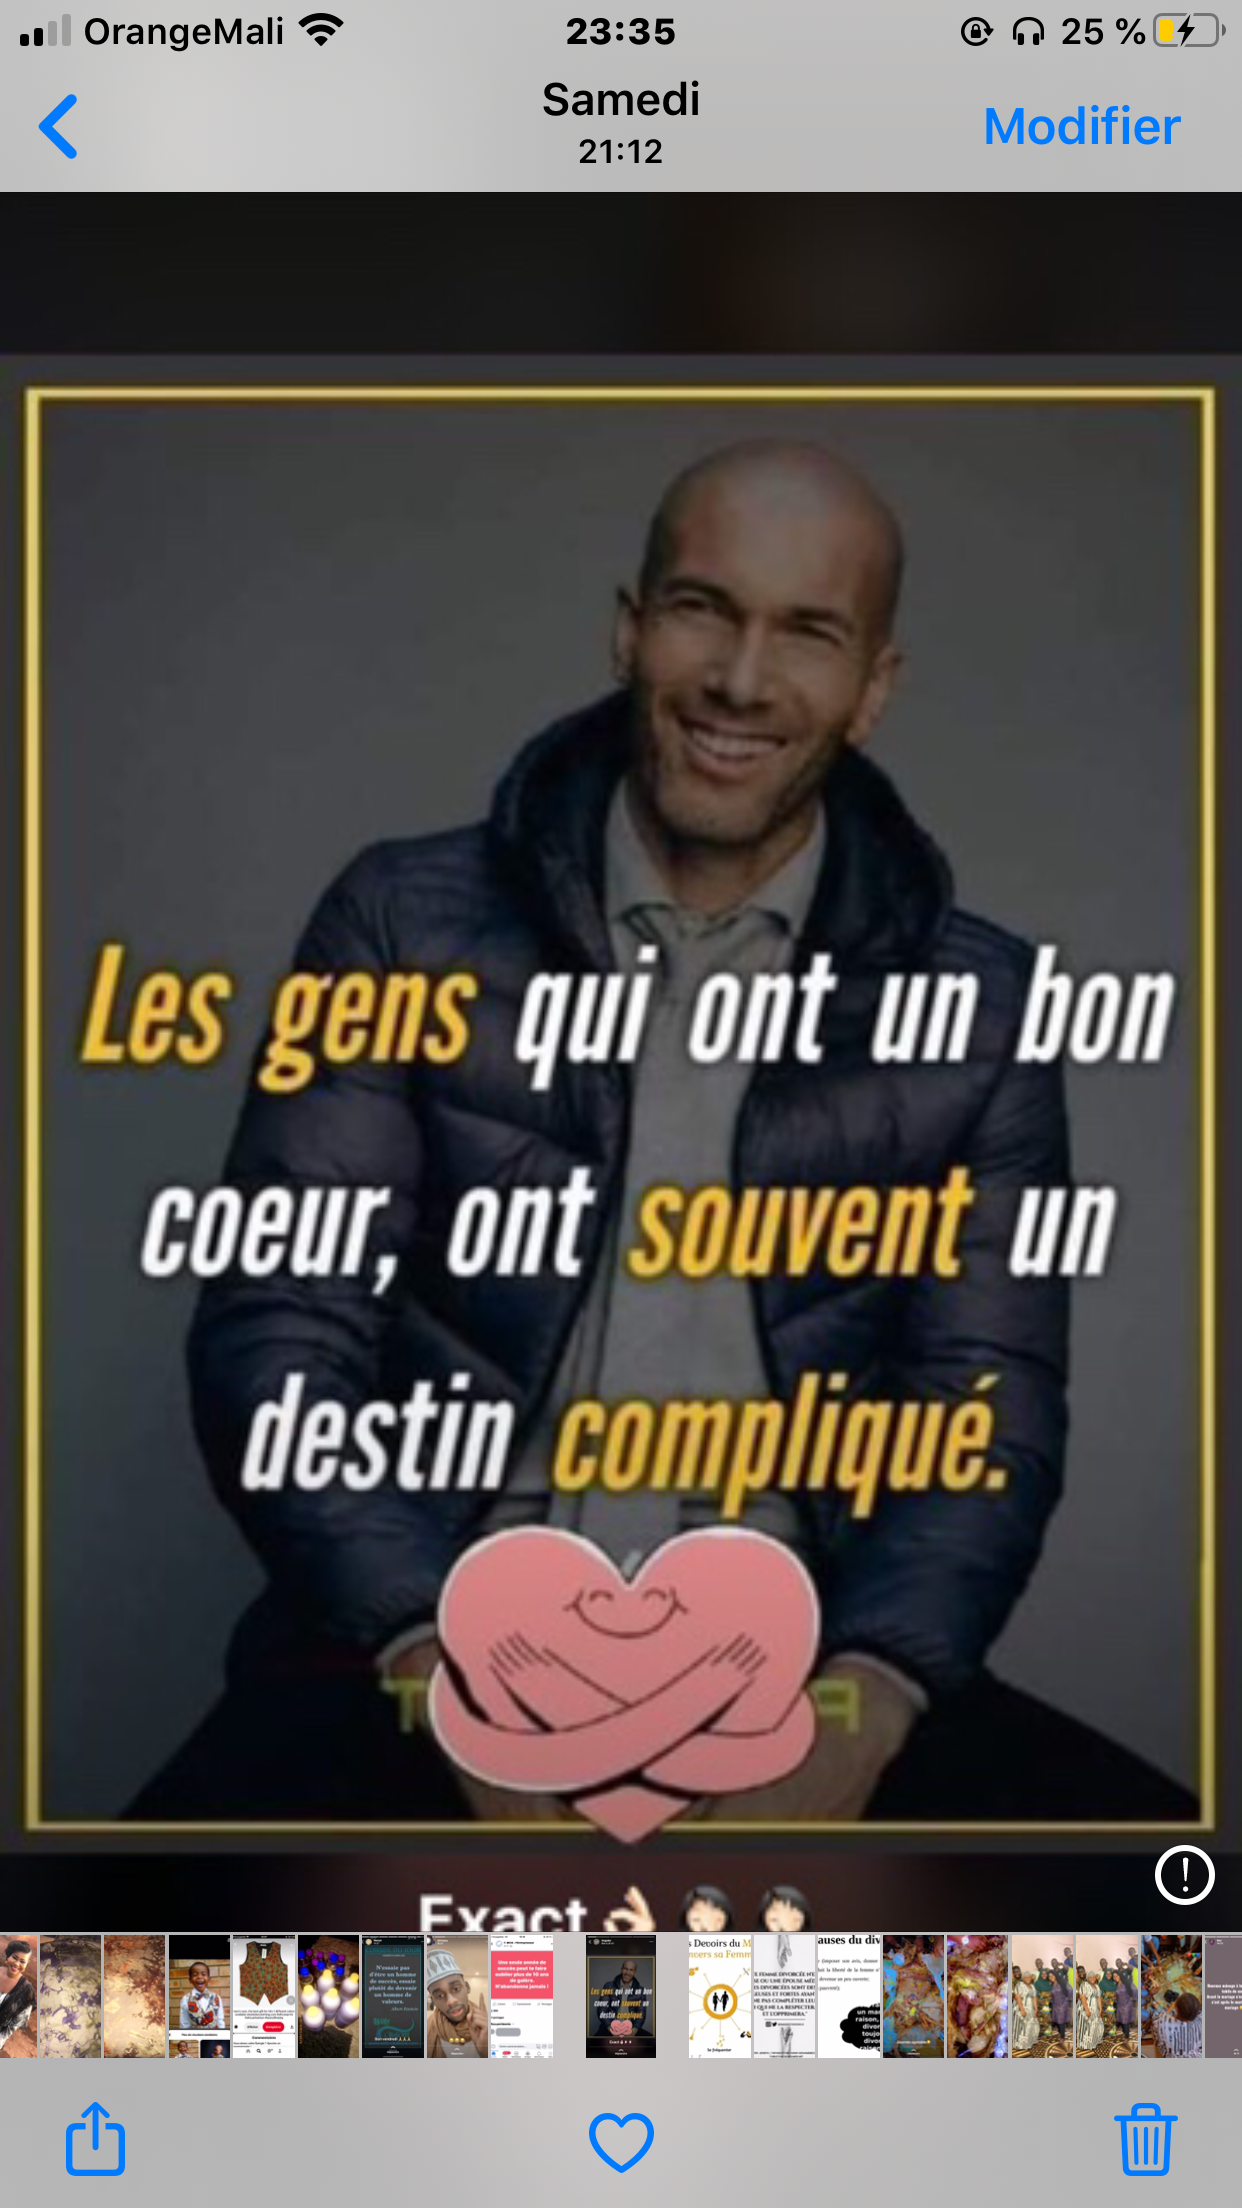 OrangeMali
23:35
25 %
Samedi
21:12
Modifier
Les gens qui ont un bon
coeur, ont souvent un
destin compliqué.
Exact👌🏻